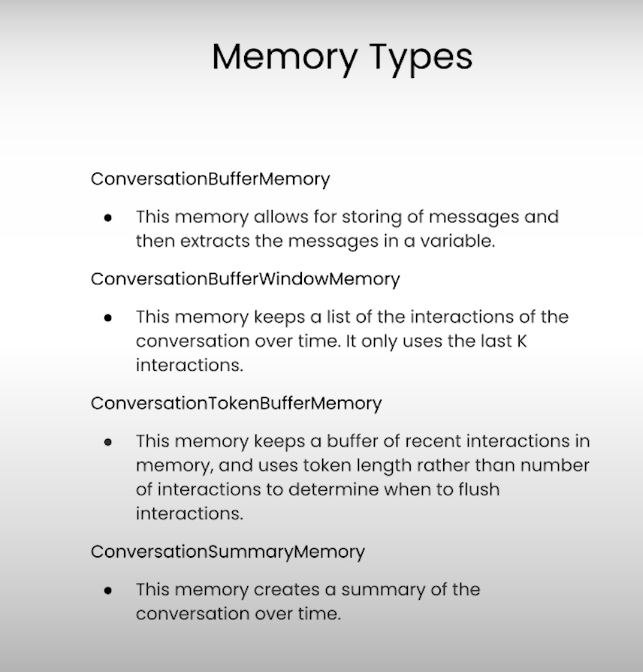 Memory Types
ConversationBufferMemory
● This memory allows for storing of messages and
then extracts the messages in a variable.
ConversationBufferWindowMemory
● This memory keeps a list of the interactions of the
conversation over time. It only uses the last K
interactions.
ConversationTokenBufferMemory
● This memory keeps a buffer of recent interactions in
memory, and uses token length rather than number
of interactions to determine when to flush
interactions.
ConversationSummaryMemory
● This memory creates a summary of the
conversation over time.